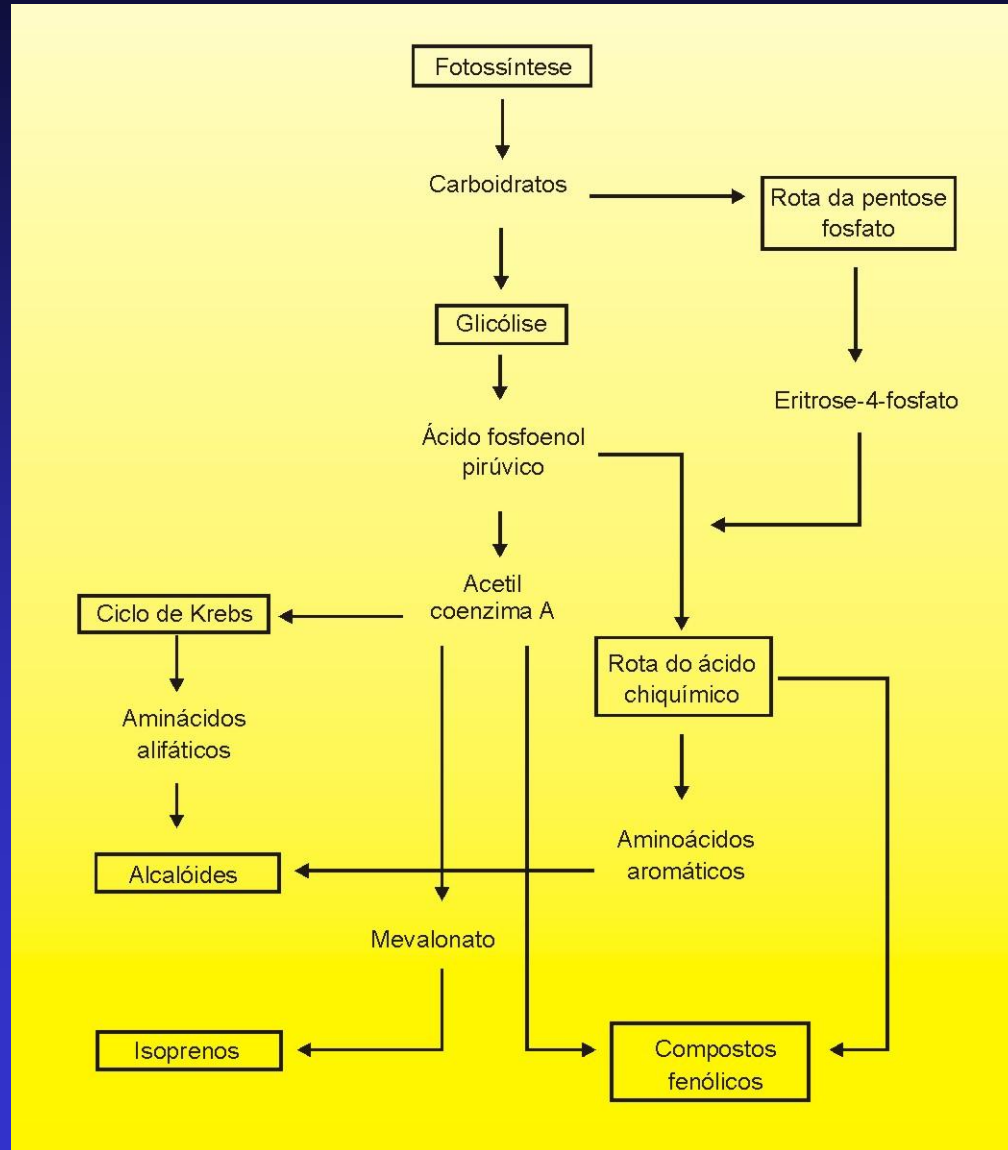 Fotossíntese
Carboidratos
Rota da pentose
fosfato
Glicólise
Eritrose-4-fosfato
Ácido fosfoenol
pirúvico
Acetil
coenzima A
Ciclo de Krebs
Rota do ácido
chiquímico
Aminácidos
alifáticos
Aminoácidos
aromáticos
Alcalóides
Mevalonato
Isoprenos
Compostos
fenólicos